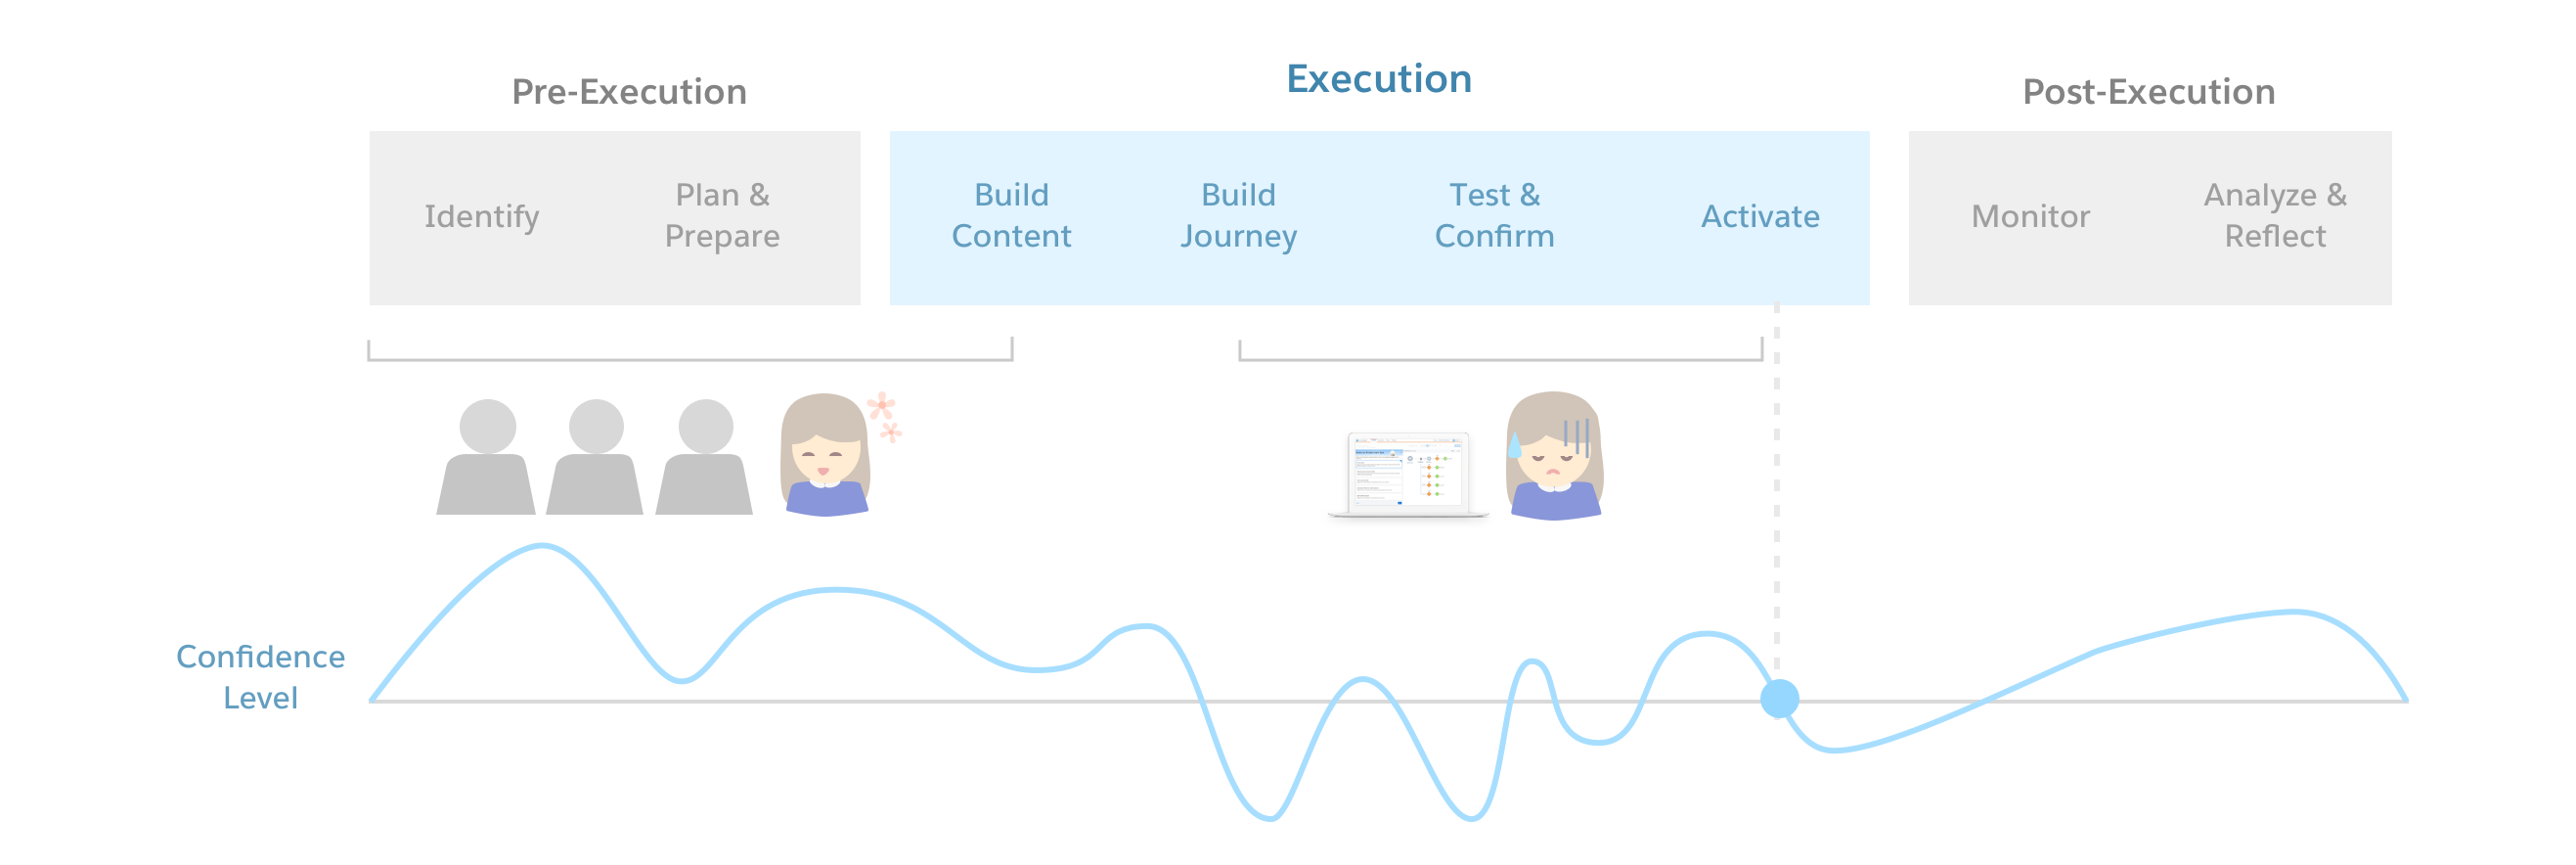 Pre-Execution
Execution
Post-Execution
Identify
Plan &
Prepare
Build
Content
Build
Journey
Test &
Confirm
Activate
Monitor
Analyze &
Reflect
Confidence
Level